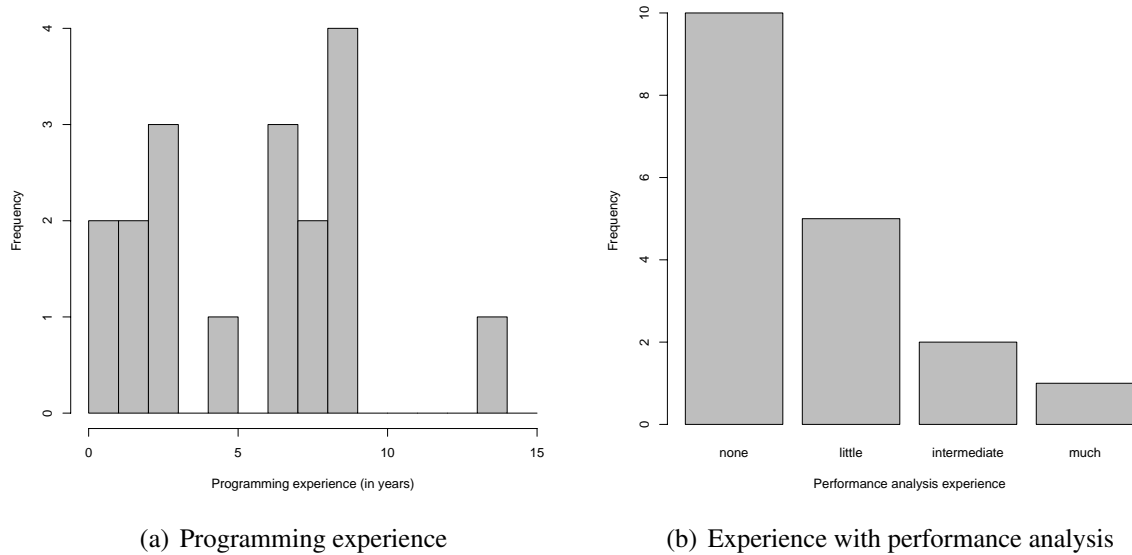 4
3
2
1
0
Frequency
0 5 10 15
Programming experience (in years)
(a) Programming experience
10
8
6
4
2
0
Frequency
none little intermediate much
Performance analysis experience
(b) Experience with performance analysis